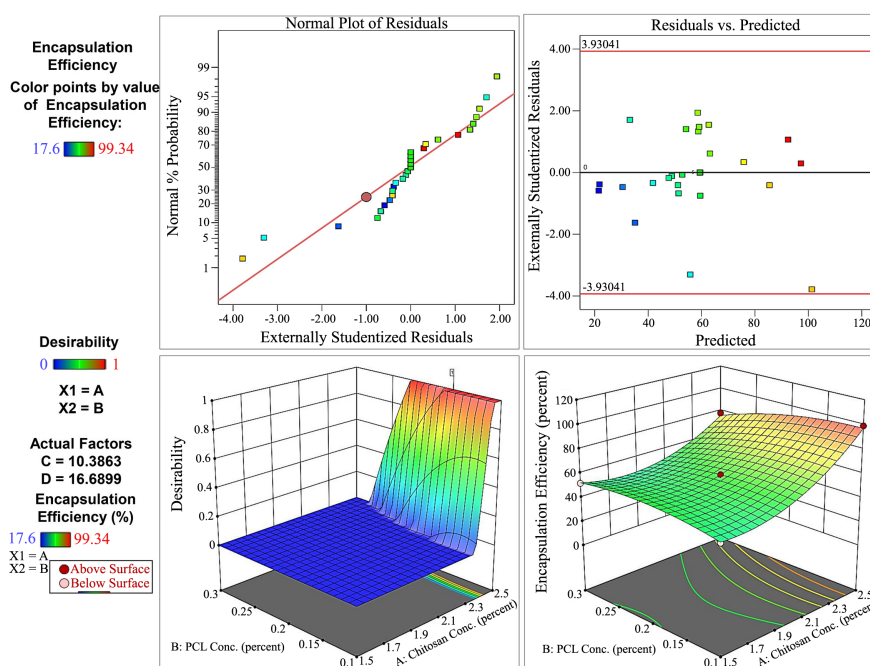 Encapsulation
Efficiency
Color points by value
of Encapsulation
Efficiency:
17.6 99.34
Normal Plot of Residuals
Normal % Probability
99
95
90
80
70
50
30
20
10
5
1
-4.00 -3.00 -2.00 -1.00 0.00 1.00 2.00
Externally Studentized Residuals
Residuals vs. Predicted
Externally Studentized Residuals
4.00
3.93041
2.00
0.00
0
-2.00
-3.93041
-4.00
20 40 60 80 100 120
Predicted
Desirability
0 1
X1 = A
X2 = B
Actual Factors
C = 10.3863
D = 16.6899
Desirability
1
0.8
0.6
0.4
0.2
0
0.3
0.25
0.2
0.15
0.1
B: PCL Conc. (percent)
1.5
1.7
1.9
2.1
2.3
2.5
A: Chitosan Conc. (percent)
Encapsulation
Efficiency (%)
17.6 99.34
X1 = A
X2 = B
Above Surface
Below Surface
Encapsulation Efficiency (percent)
120
100
80
60
40
20
0
0.3
0.25
0.2
0.15
0.1
B: PCL Conc. (percent)
1.5
1.7
1.9
2.1
2.3
2.5
A: Chitosan Conc. (percent)